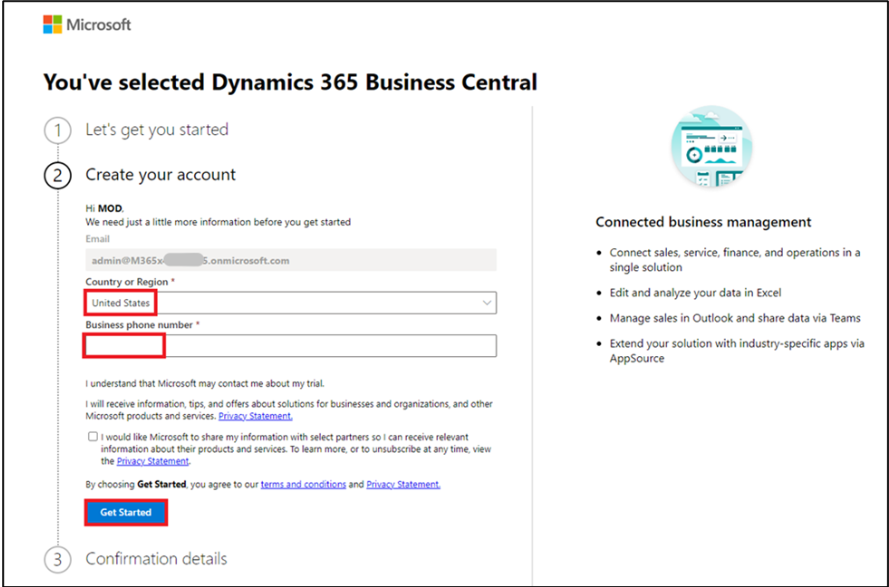 Microsoft
You've selected Dynamics 365 Business Central
1 Let's get you started
2 Create your account
Hi MOD,
We need just a little more information before you get started
Email
admin@M365x 5.onmicrosoft.com
Country or Region *
United States
Business phone number *
I understand that Microsoft may contact me about my trial.
I will receive information, tips, and offers about solutions for businesses and organizations, and other
Microsoft products and services. Privacy Statement.
I would like Microsoft to share my information with select partners so I can receive relevant
information about their products and services. To learn more, or to unsubscribe at any time, view
the Privacy Statement.
By choosing Get Started, you agree to our terms and conditions and Privacy Statement.
Get Started
3 Confirmation details
Connected business management
• Connect sales, service, finance, and operations in a
single solution
• Edit and analyze your data in Excel
• Manage sales in Outlook and share data via Teams
• Extend your solution with industry-specific apps via
AppSource